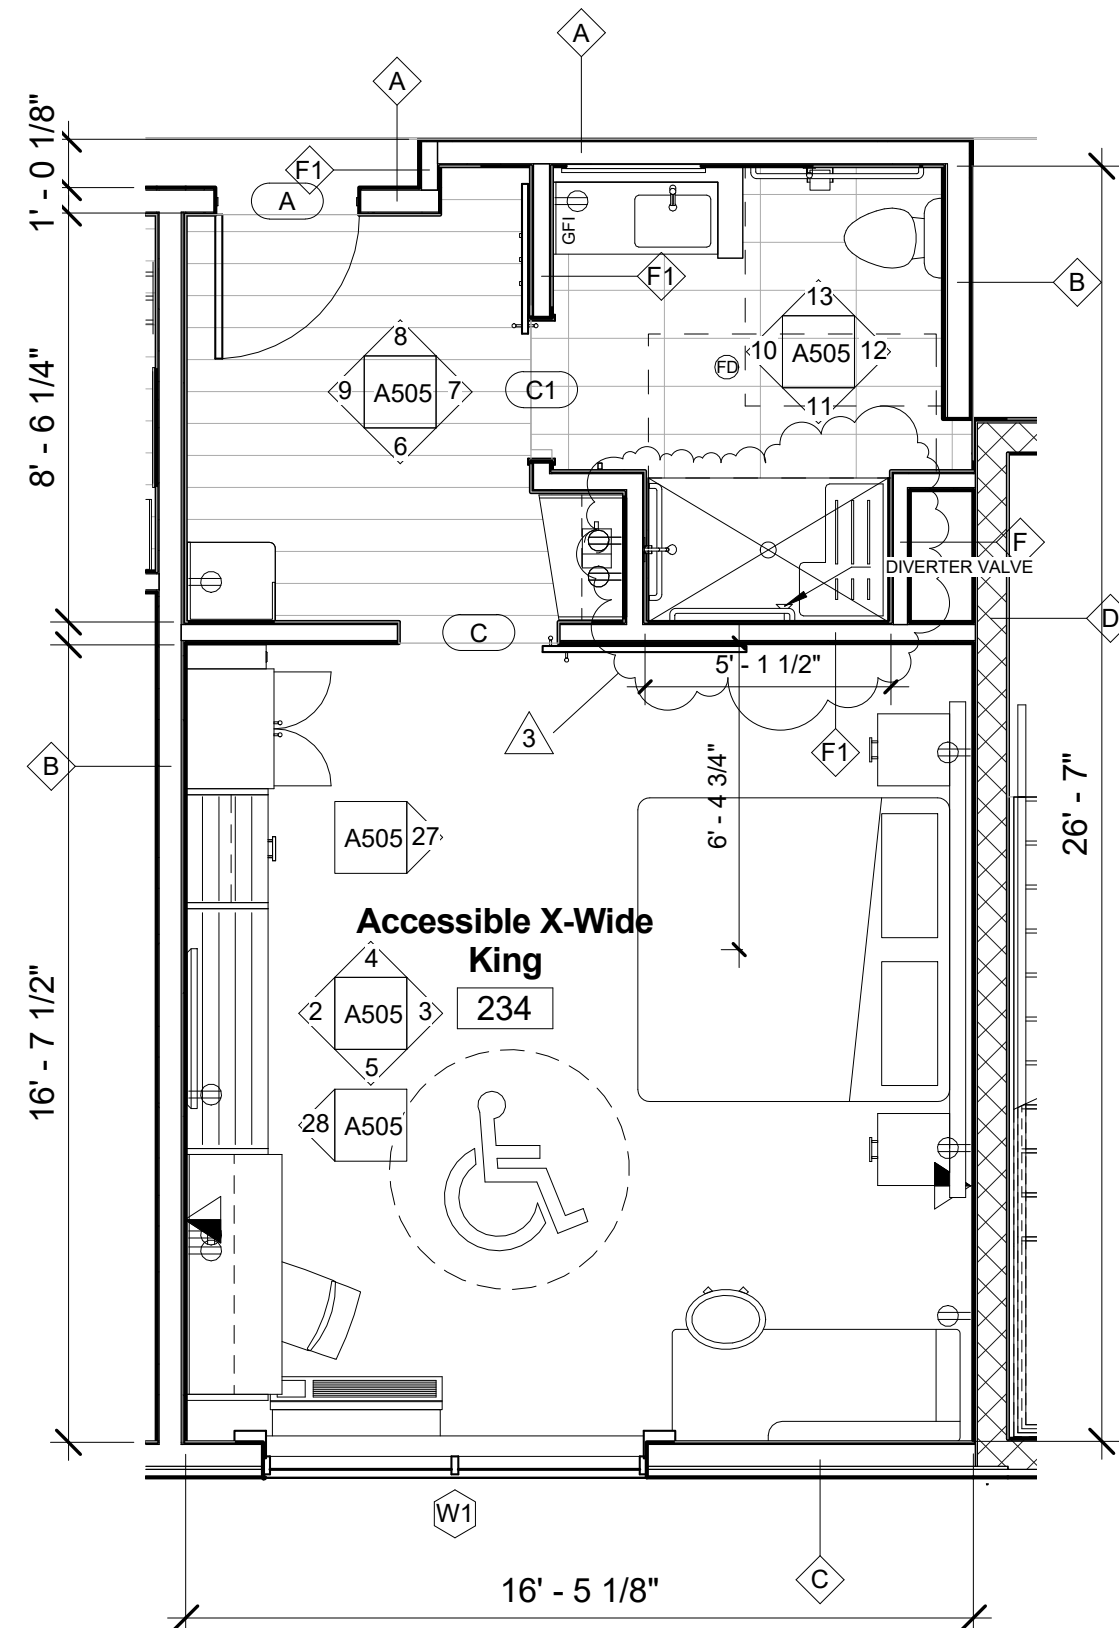 A
A
1' - 0 1/8"
F1
A
GFI
F1
B
13
10 A505 12
11
FD
8
9 A505 7
6
C1
8' - 6 1/4"
F
DIVERTER VALVE
D
C
5' - 1 1/2"
3
F1
B
6' - 4 3/4"
26' - 7"
A505 27
Accessible X-Wide
King
234
4
2 A505 3
5
28 A505
16' - 7 1/2"
W1
C
16' - 5 1/8"